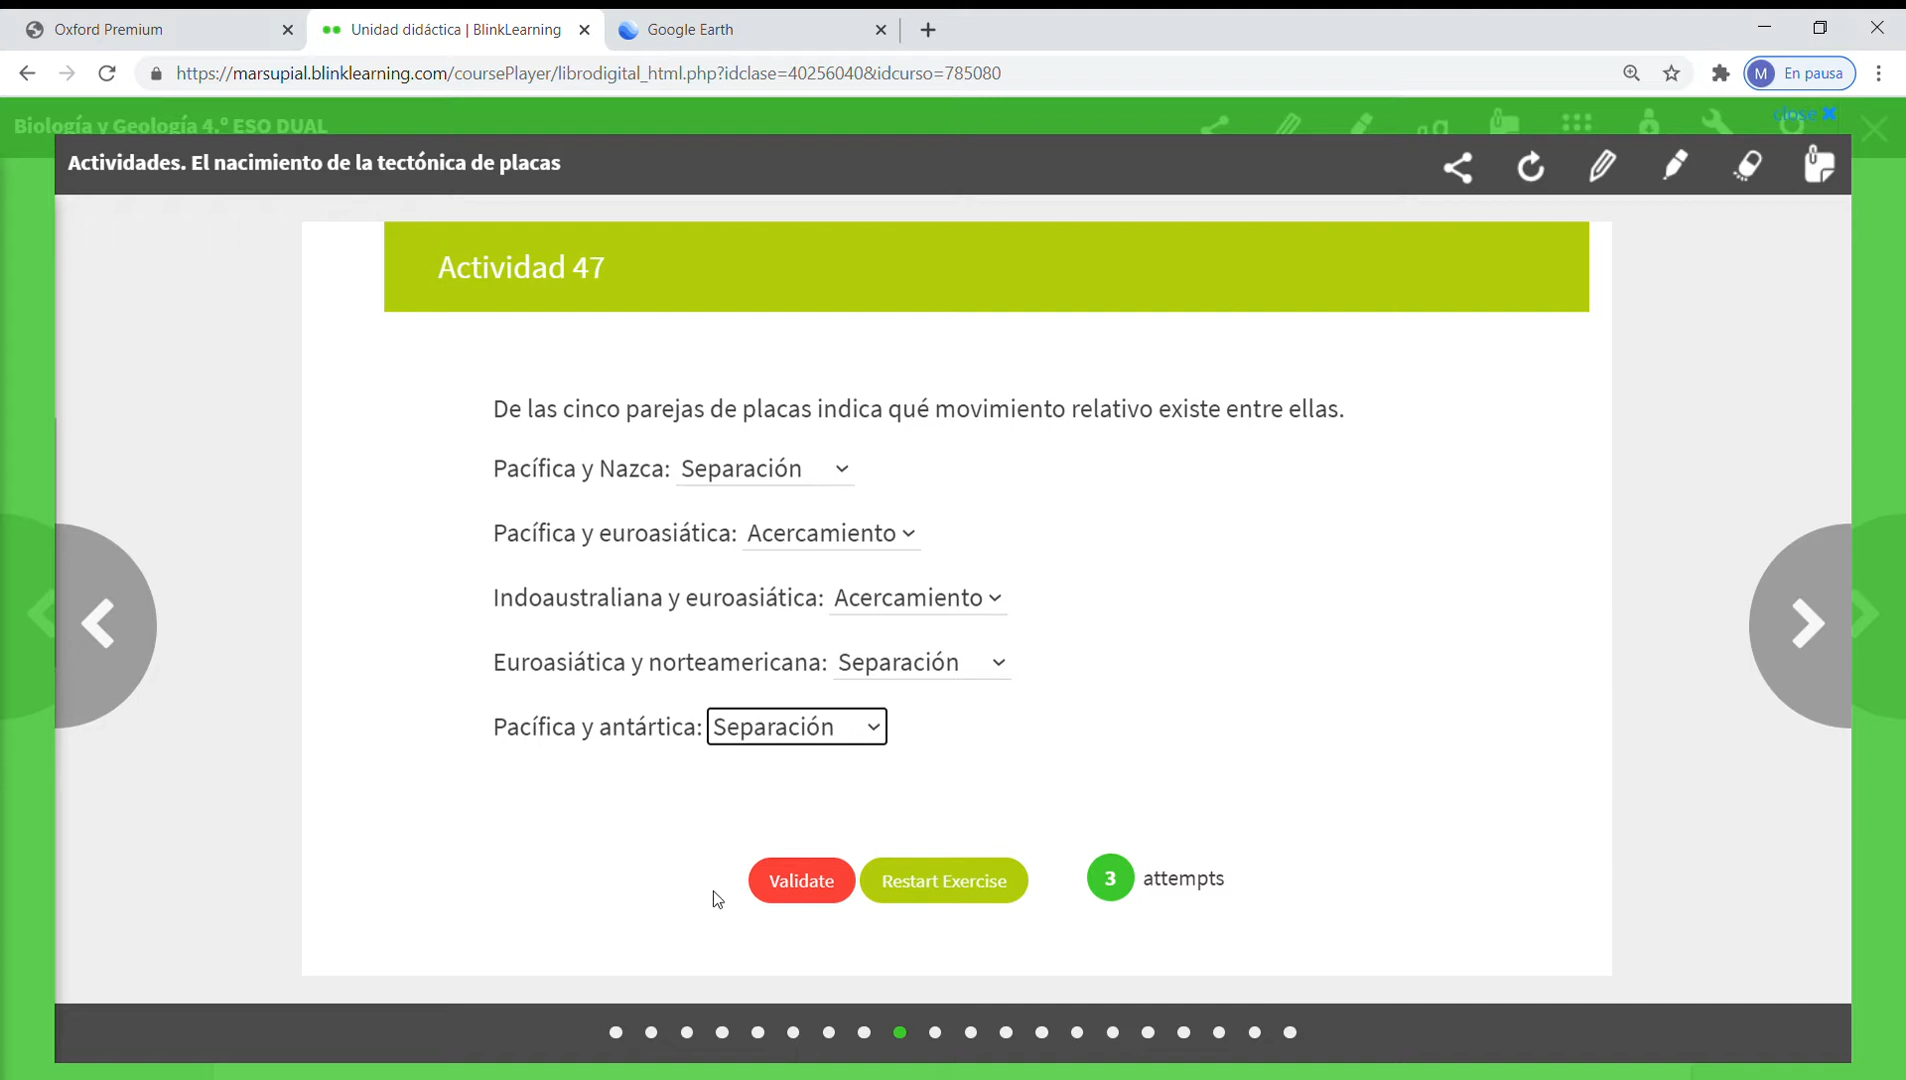 Oxford Premium
Unidad didáctica | BlinkLearning
Google Earth
https://marsupial.blinklearning.com/coursePlayer/librodigital_html.php?idclase=40256040&idcurso=785080
M En pausa
Biología y Geología 4.º ESO DUAL
close
Actividades. El nacimiento de la tectónica de placas
Actividad 47
De las cinco parejas de placas indica qué movimiento relativo existe entre ellas.
Pacífica y Nazca: Separación
Pacífica y euroasiática: Acercamiento
Indoaustraliana y euroasiática: Acercamiento
Euroasiática y norteamericana: Separación
Pacífica y antártica: Separación
Validate
Restart Exercise
3 attempts